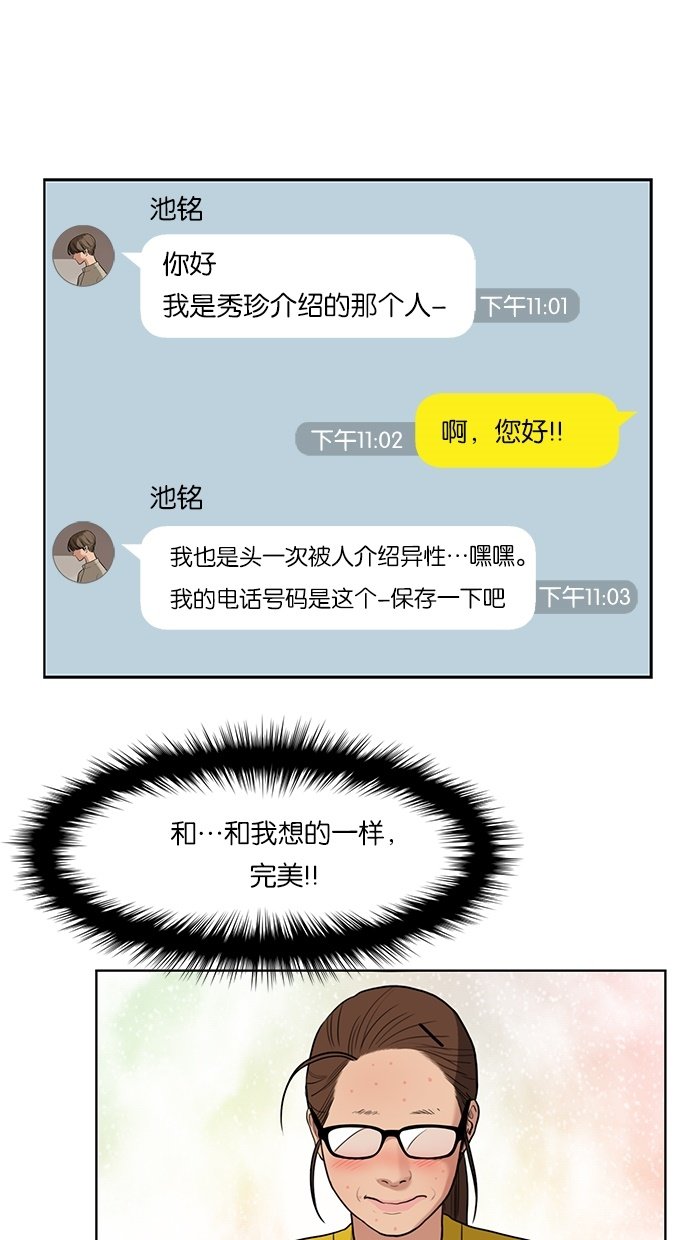 池铭
你好
我是秀珍介绍的那个人-
下午11:01
下午11:02
啊，您好!!
池铭
我也是头一次被人介绍异性…嘿嘿。
我的电话号码是这个-保存一下吧
下午11:03
和…和我想的一样，
完美!!